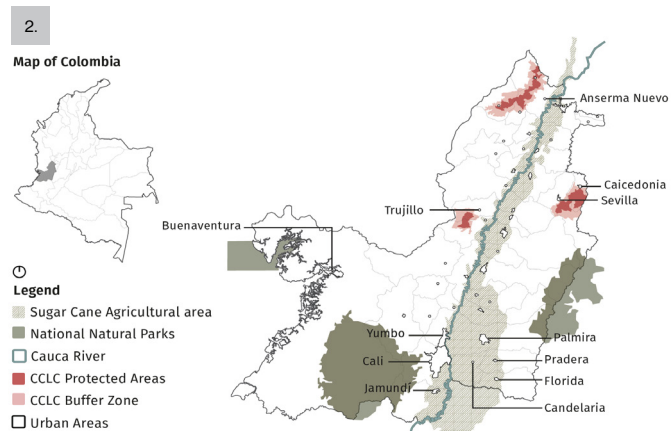 2.
Map of Colombia
Anserma Nuevo
Caicedonia
Sevilla
Trujillo
Buenaventura
Legend
Sugar Cane Agricultural area
National Natural Parks
Cauca River
CCLC Protected Areas
CCLC Buffer Zone
Urban Areas
Yumbo
Cali
Jamundí
Palmira
Pradera
Florida
Candelaria